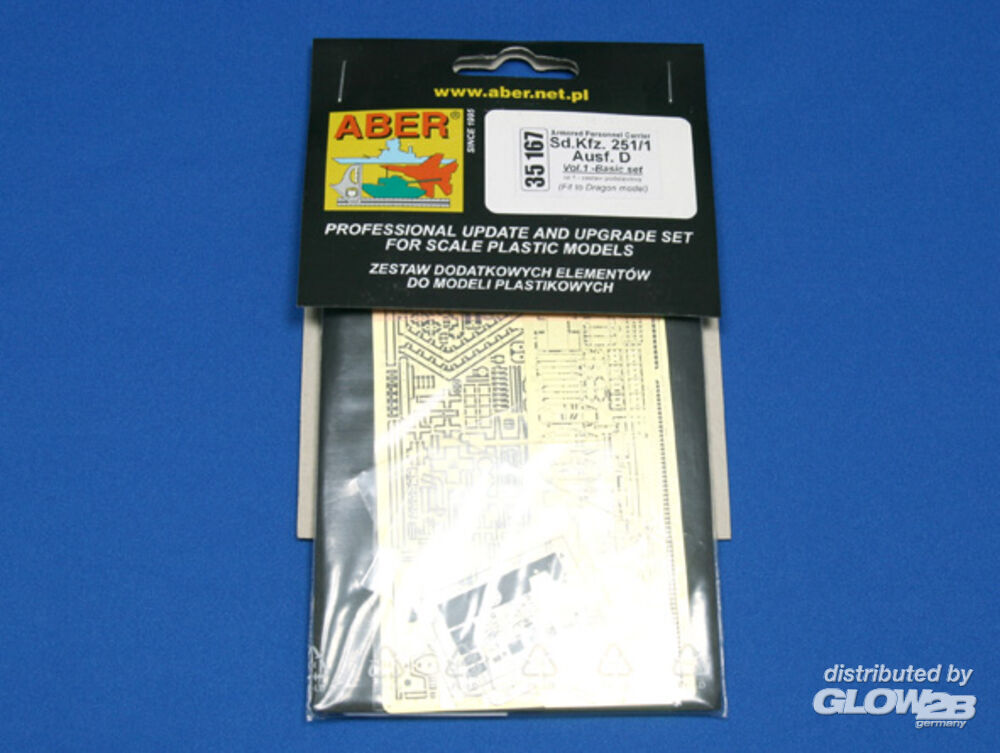 www.aber.net.pl
ABER®
SINCE 1995
35 167
Armored Personnel Carrier
Sd.Kfz. 251/1
Ausf. D
Vol.1 -Basic set
(Fit to Dragon model)
PROFESSIONAL UPDATE AND UPGRADE SET
FOR SCALE PLASTIC MODELS
ZESTAW DODATKOWYCH ELEMENTÓW
DO MODELI PLASTIKOWYCH
distributed by
GLOW2B
germany